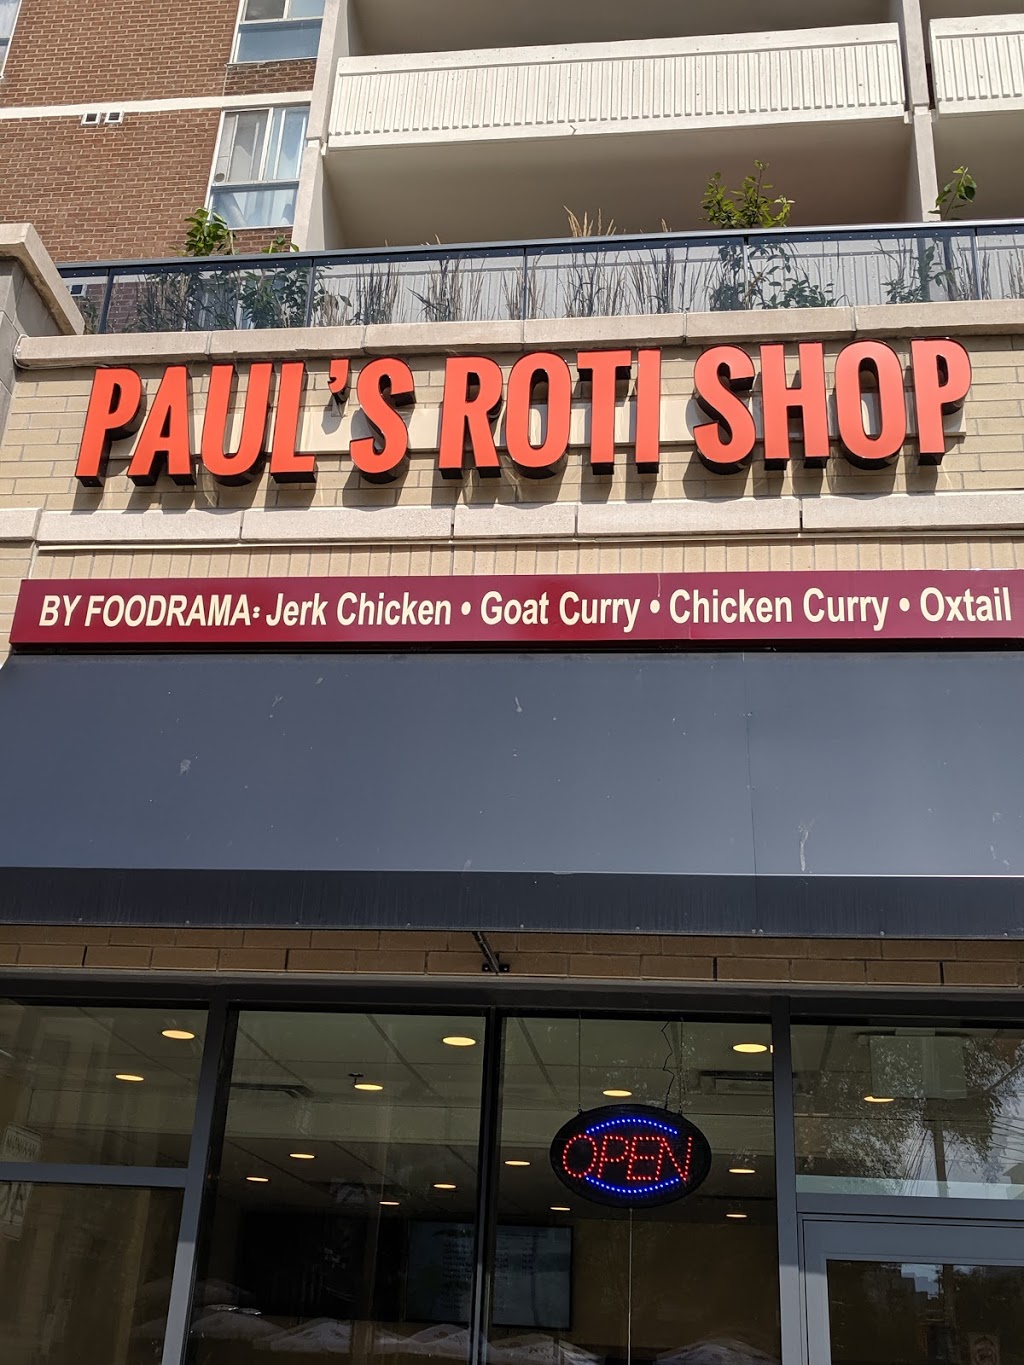 PAUL'S ROTI SHOP
BY FOODRAMA: Jerk Chicken • Goat Curry • Chicken Curry • Oxtail
OPEN